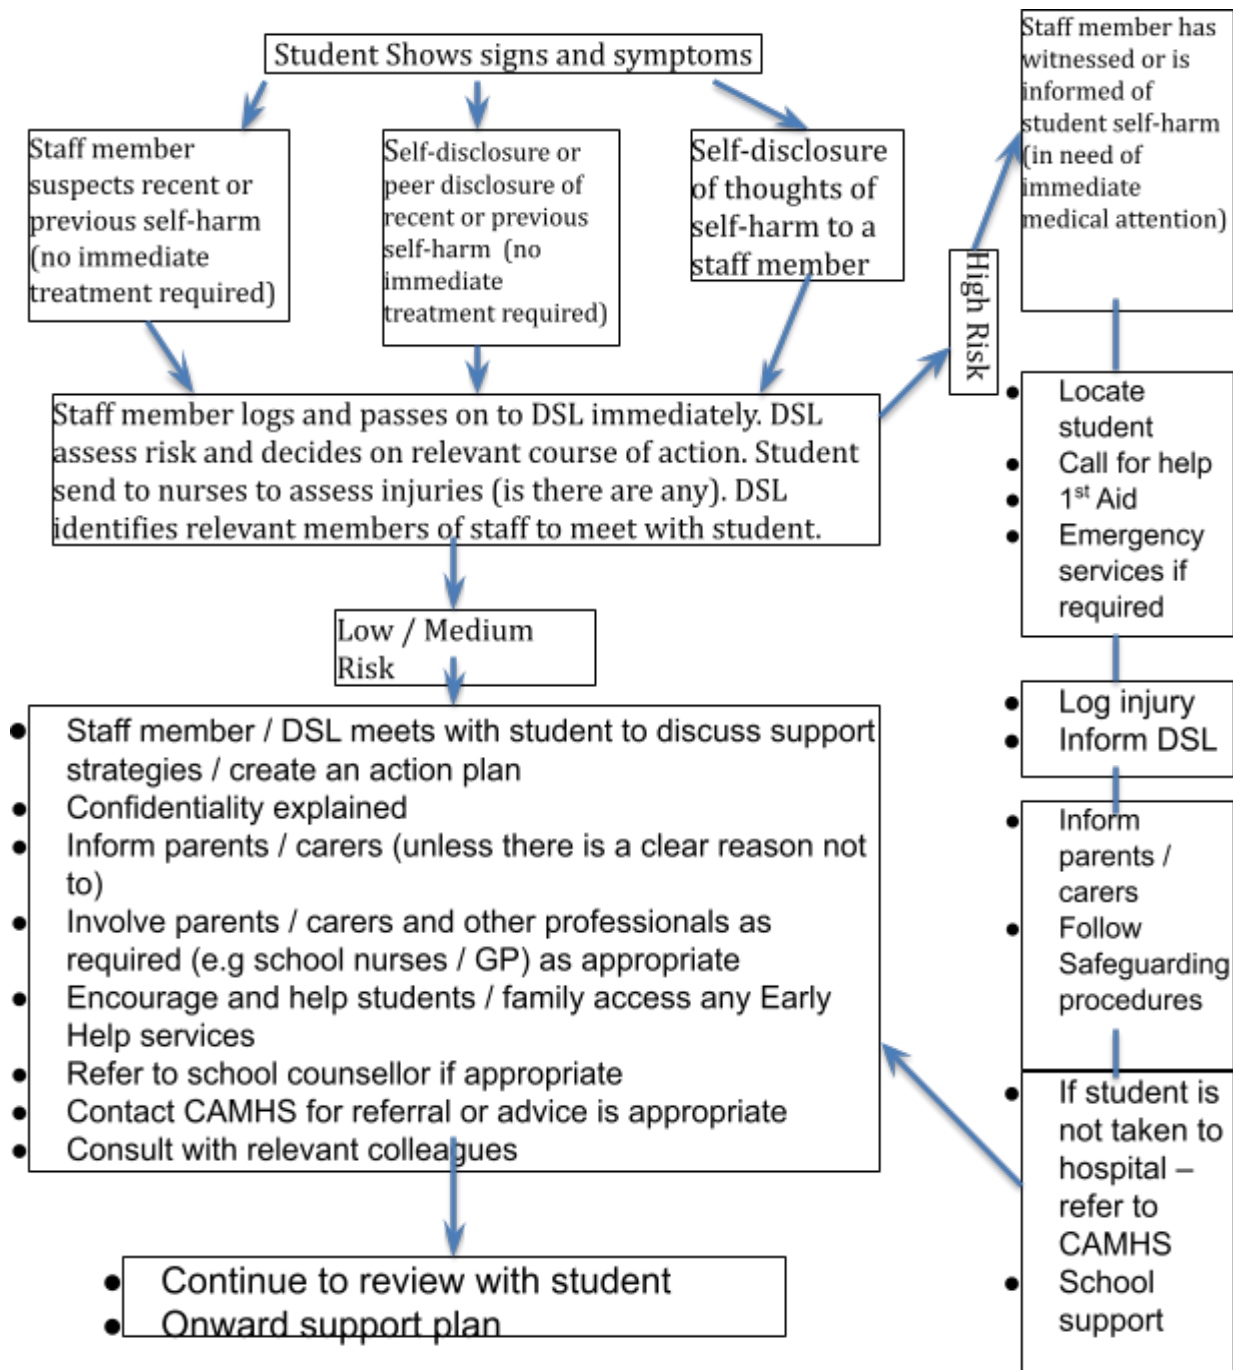 Student Shows signs and symptoms
Staff member
suspects recent or
previous self-harm
(no immediate
treatment required)
Self-disclosure or
peer disclosure of
recent or previous
self-harm (no
immediate
treatment required)
Self-disclosure
of thoughts of
self-harm to a
staff member
Staff member logs and passes on to DSL immediately. DSL
assess risk and decides on relevant course of action. Student
send to nurses to assess injuries (is there are any). DSL
identifies relevant members of staff to meet with student.
Low / Medium
Risk
● Staff member / DSL meets with student to discuss support
strategies / create an action plan
● Confidentiality explained
● Inform parents / carers (unless there is a clear reason not
to)
● Involve parents / carers and other professionals as
required (e.g school nurses / GP) as appropriate
● Encourage and help students / family access any Early
Help services
● Refer to school counsellor if appropriate
● Contact CAMHS for referral or advice is appropriate
● Consult with relevant colleagues
● Continue to review with student
● Onward support plan
High Risk
Staff member has
witnessed or is
informed of
student self-harm
(in need of
immediate
medical attention)
● Locate
student
● Call for help
● 1st Aid
● Emergency
services if
required
● Log injury
● Inform DSL
● Inform
parents /
carers
● Follow
Safeguarding
procedures
● If student is
not taken to
hospital –
refer to
CAMHS
● School
support